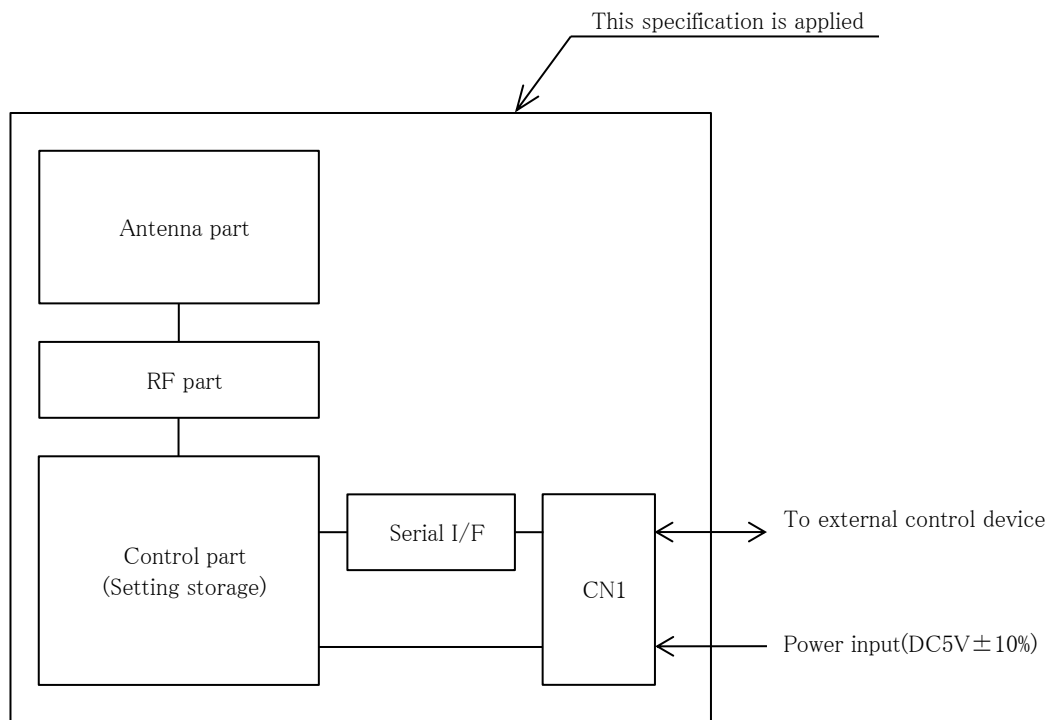 This specification is applied
Antenna part
RF part
Control part
(Setting storage)
Serial I/F
CN1
To external control device
Power input(DC5V±10%)